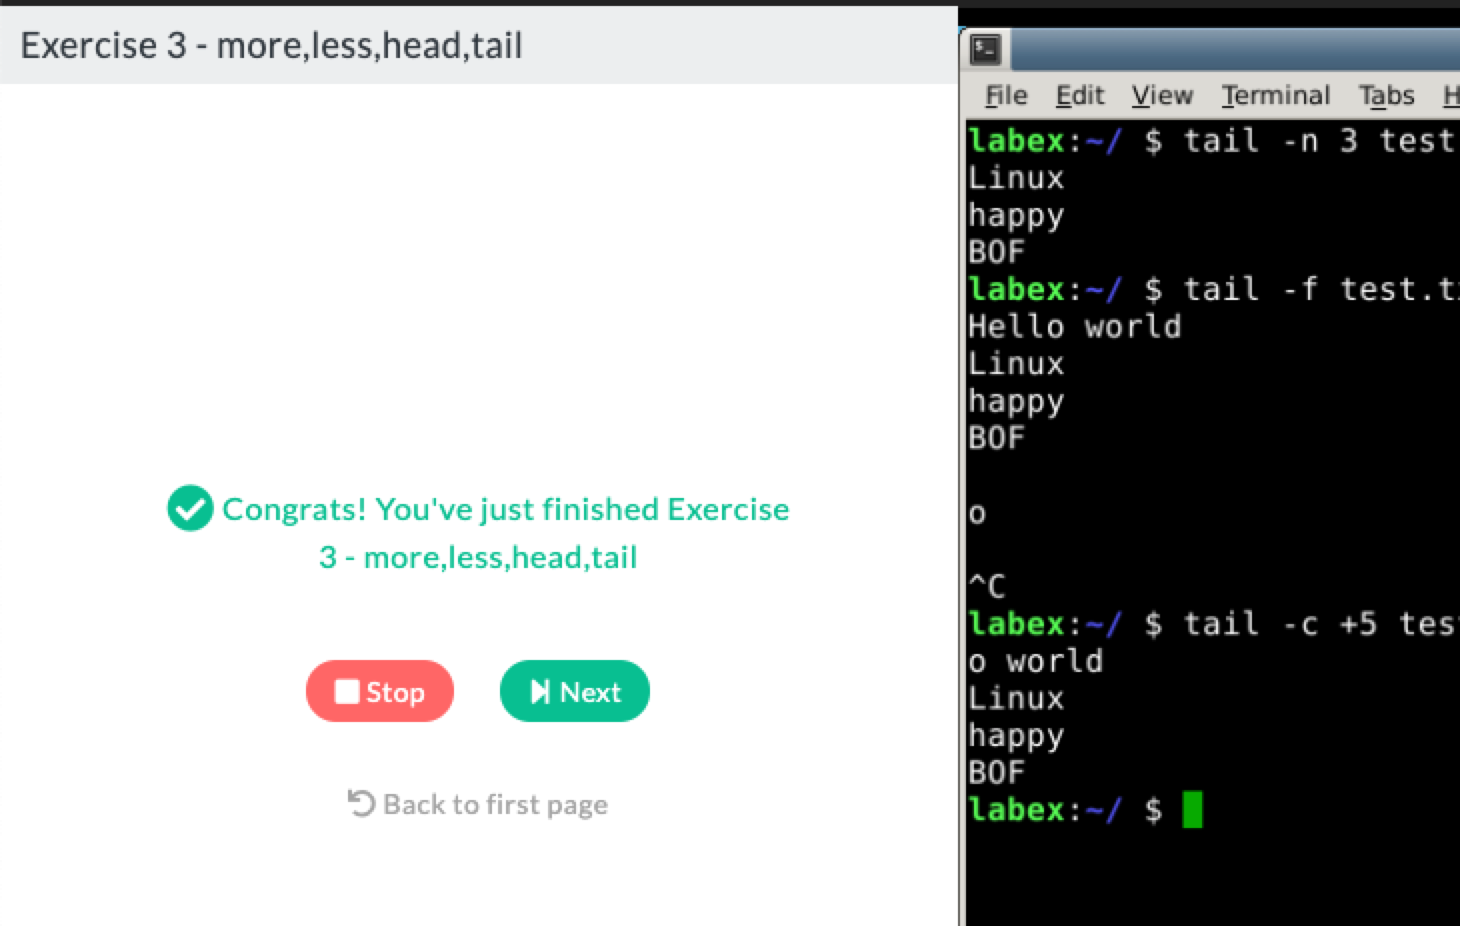 Exercise 3 - more,less,head,tail
Congrats! You've just finished Exercise
3 - more,less,head,tail
Stop
Next
Back to first page
File Edit View Terminal Tabs H
labex:~/ $ tail -n 3 test
Linux
happy
BOF
labex:~/ $ tail -f test.t
Hello world
Linux
happy
BOF
o
^C
labex:~/ $ tail -c +5 tes
o world
Linux
happy
BOF
labex:~/ $